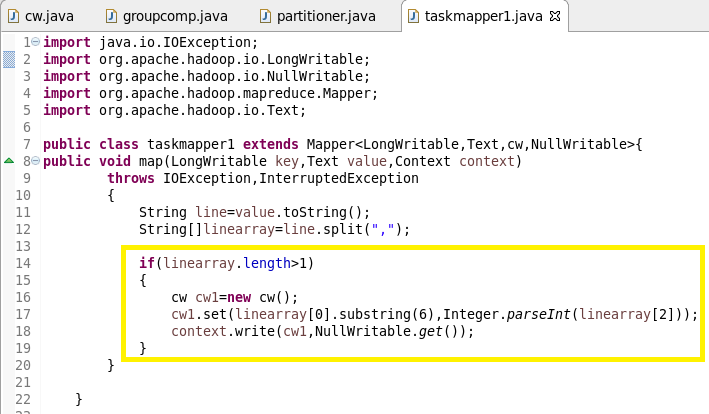 cw.java groupcomp.java partitioner.java taskmapper1.java
1 import java.io.IOException;
2 import org.apache.hadoop.io.LongWritable;
3 import org.apache.hadoop.io.NullWritable;
4 import org.apache.hadoop.mapreduce.Mapper;
5 import org.apache.hadoop.io.Text;
6
7 public class taskmapper1 extends Mapper<LongWritable,Text,cw,NullWritable>{
8 public void map(LongWritable key,Text value,Context context)
9 throws IOException,InterruptedException
10 {
11 String line=value.toString();
12 String[]linearray=line.split(",");
13
14 if(linearray.length>1)
15 {
16 cw cw1=new cw();
17 cw1.set(linearray[0].substring(6),Integer.parseInt(linearray[2]));
18 context.write(cw1,NullWritable.get());
19 }
20 }
21
22 }